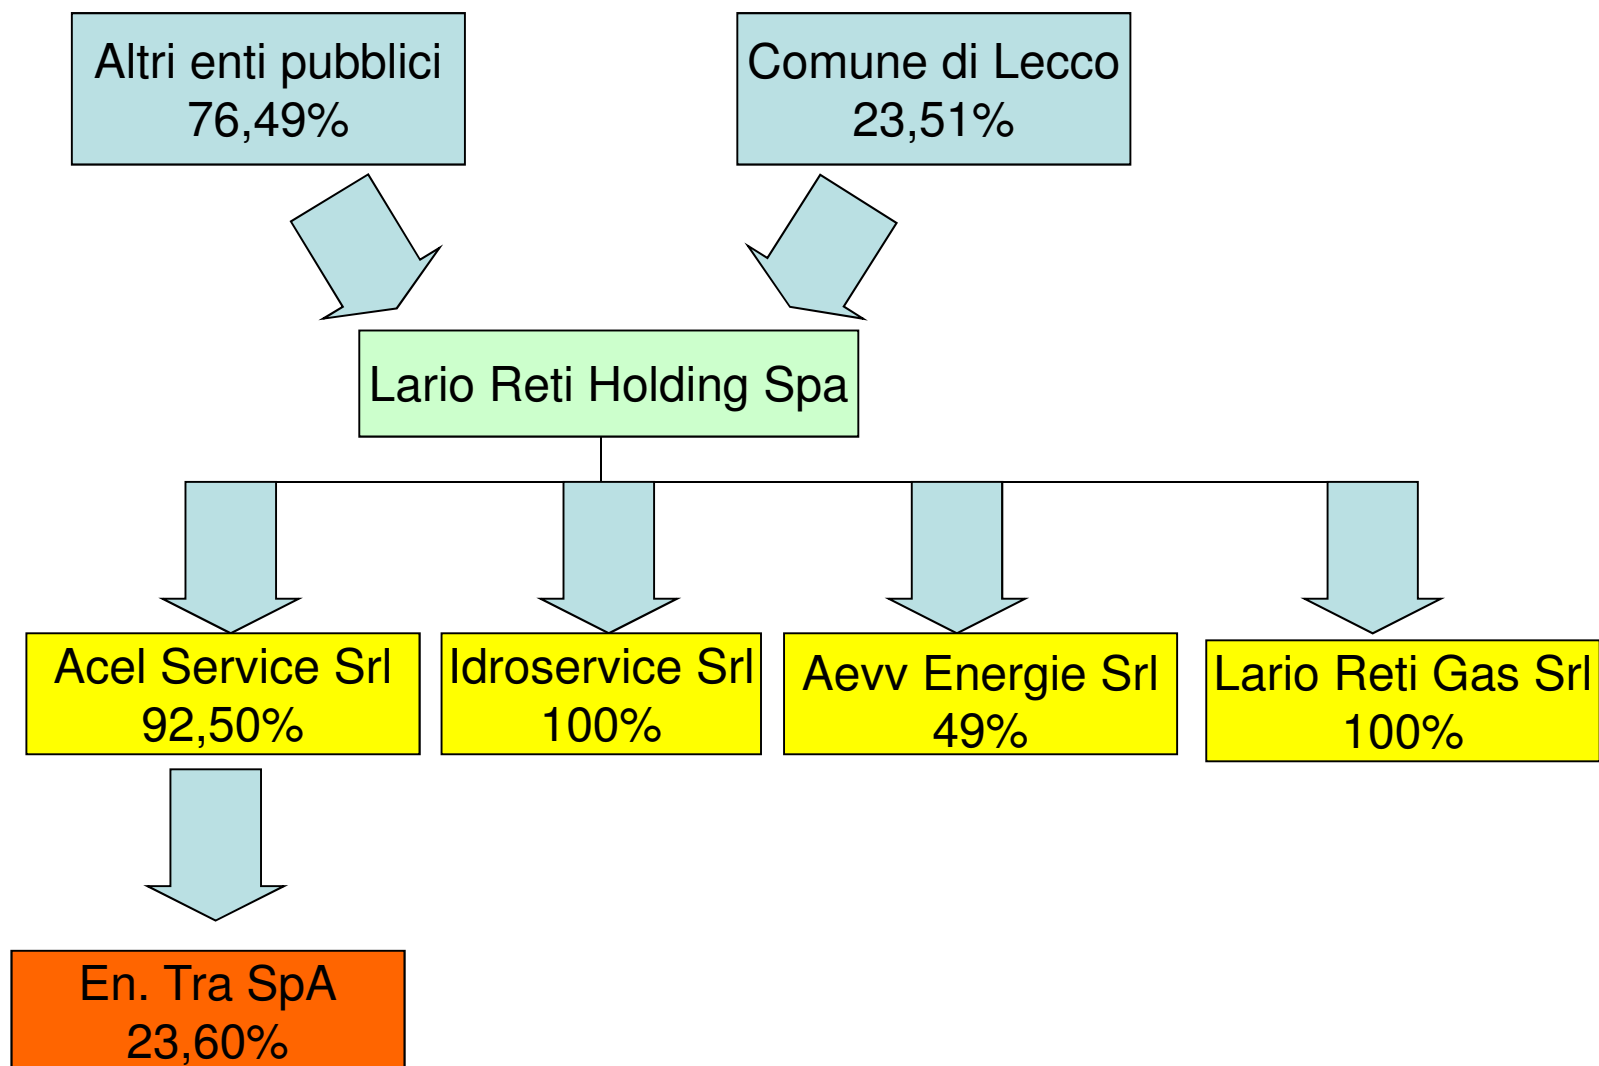 Altri enti pubblici
76,49%
Comune di Lecco
23,51%
Lario Reti Holding Spa
Acel Service Srl
92,50%
Idroservice Srl
100%
Aevv Energie Srl
49%
Lario Reti Gas Srl
100%
En. Tra SpA
23,60%